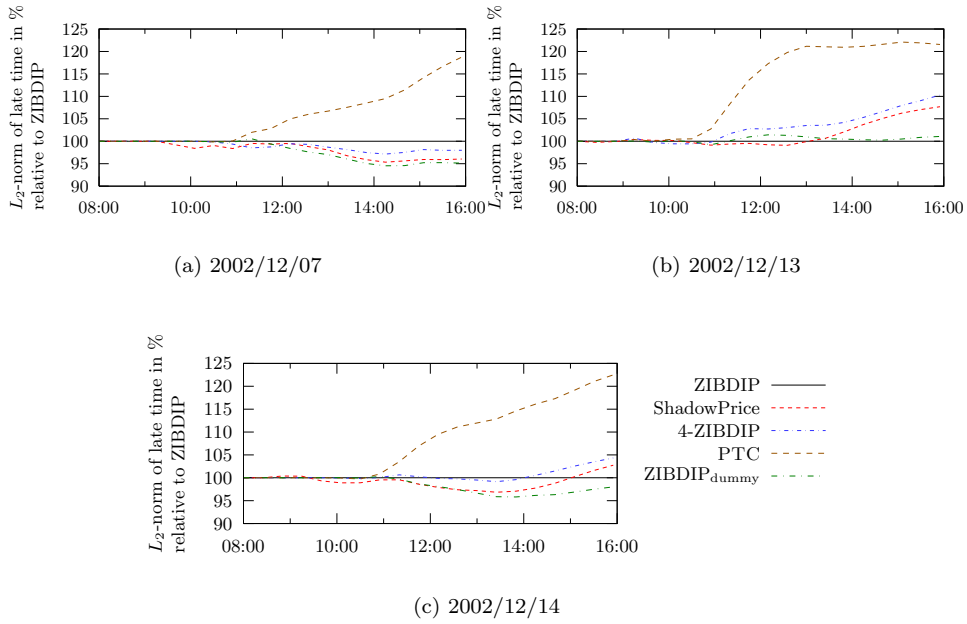 L2-norm of late time in %
relative to ZIBDIP
125
120
115
110
105
100
95
90
08:00 10:00 12:00 14:00 16:00
(a) 2002/12/07
L2-norm of late time in %
relative to ZIBDIP
125
120
115
110
105
100
95
90
08:00 10:00 12:00 14:00 16:00
(b) 2002/12/13
L2-norm of late time in %
relative to ZIBDIP
125
120
115
110
105
100
95
90
08:00 10:00 12:00 14:00 16:00
(c) 2002/12/14
ZIBDIP
ShadowPrice
4-ZIBDIP
PTC
ZIBDIPdummy